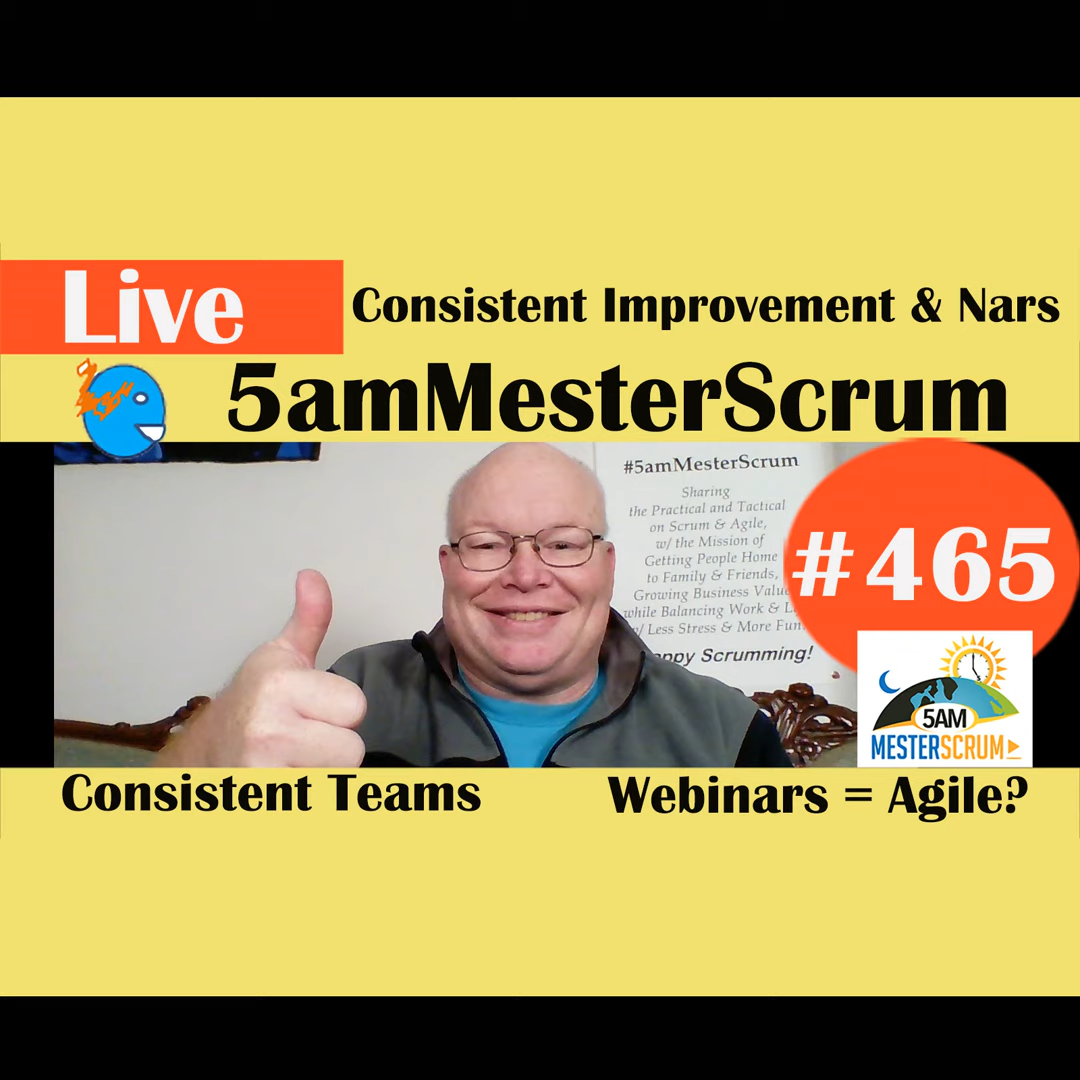 Live
Consistent Improvement & Nars
5amMesterScrum
#5amMesterScrum
Sharing
the Practical and Tactical
on Scrum & Agile,
w/ the Mission of
Getting People Home
to Family & Friends,
Growing Business Value
while Balancing Work & L
w/ Less Stress & More Fun
ppy Scrumming!
#465
5AM
MESTERSCRUM
Consistent Teams
Webinars = Agile?